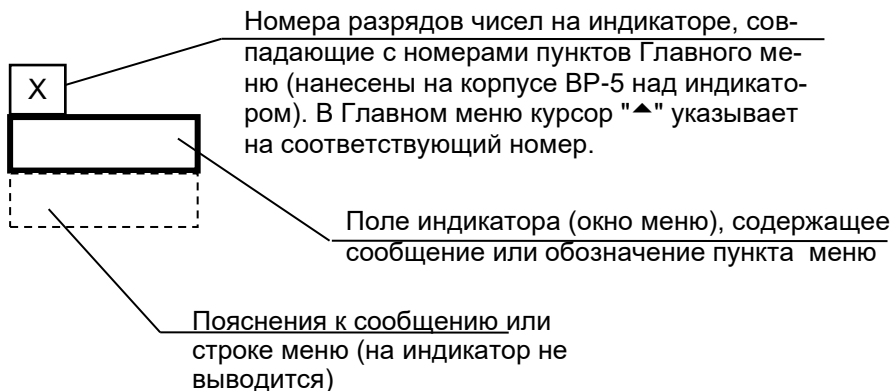 Номера разрядов чисел на индикаторе, сов-
падающие с номерами пунктов Главного ме-
ню (нанесены на корпусе ВР-5 над индикато-
ром). В Главном меню курсор "▲" указывает
на соответствующий номер.
X
Поле индикатора (окно меню), содержащее
сообщение или обозначение пункта меню
Пояснения к сообщению или
строке меню (на индикатор не
выводится)